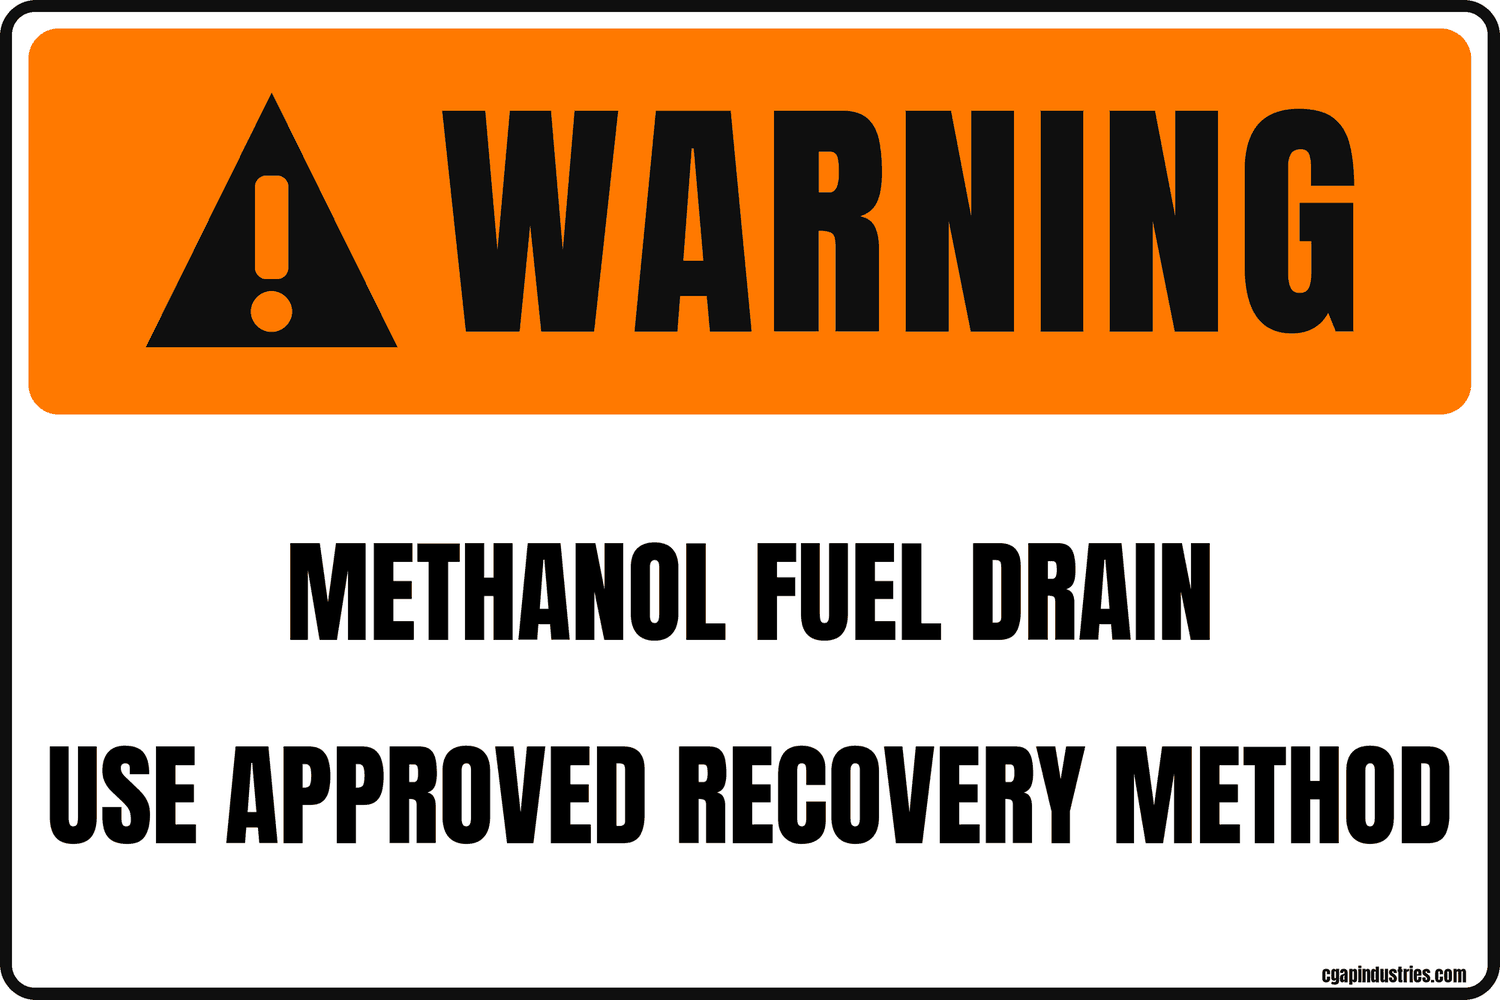 WARNING
METHANOL FUEL DRAIN
USE APPROVED RECOVERY METHOD
cgapindustries.com